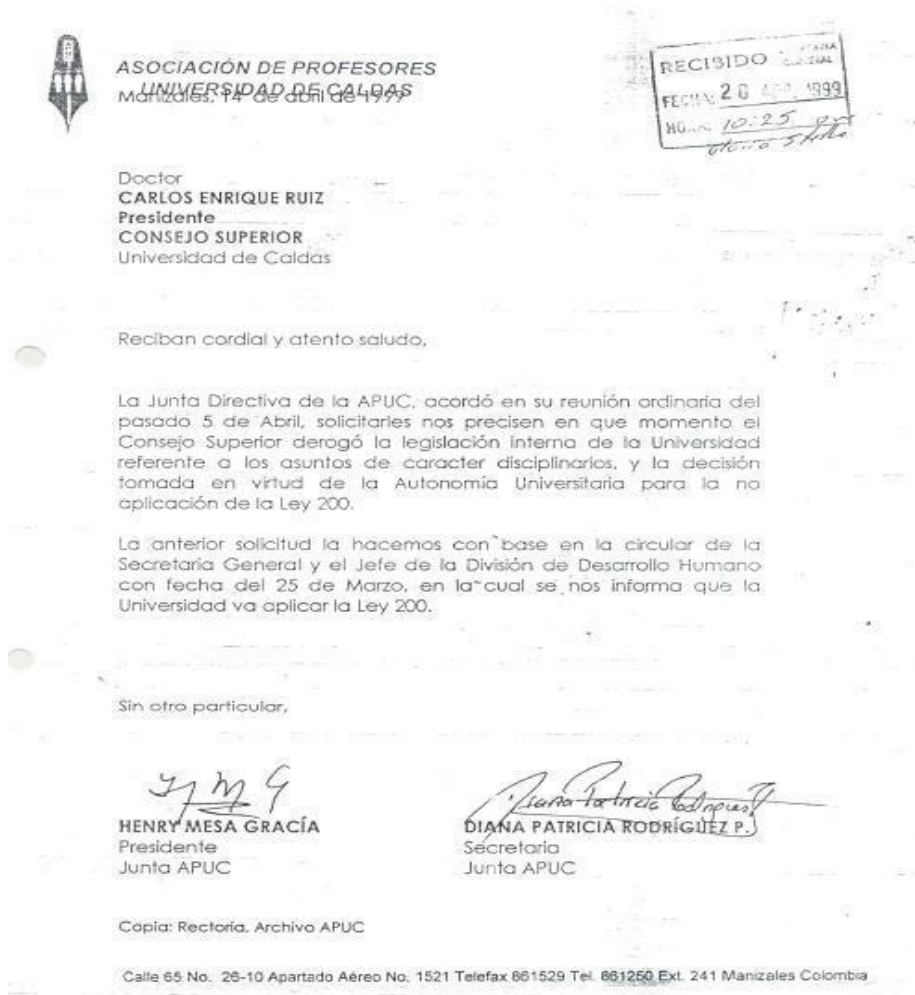 ASOCIACIÓN DE PROFESORES
UNIVERSIDAD DE CALDAS
Manizales, 14 de abril de 1999
RECIBIDO
FECHA 20 1999
10:25
Doctor
CARLOS ENRIQUE RUIZ
Presidente
CONSEJO SUPERIOR
Universidad de Caldas
Reciban cordial y atento saludo,
La Junta Directiva de la APUC, acordó en su reunión ordinaria del
pasado 5 de Abril, solicitarles nos precisen en que momento el
Consejo Superior derogó la legislación interna de la Universidad
referente a los asuntos de caracter disciplinarios, y la decisión
tomada en virtud de la Autonomía Universitaria para la no
aplicación de la Ley 200.
La anterior solicitud la hacemos con base en la circular de la
Secretaria General y el Jefe de la División de Desarrollo Humano
con fecha del 25 de Marzo, en la cual se nos informa que la
Universidad va aplicar la Ley 200.
Sin otro particular,
Diana Patricia Rodríguez P
HENRY MESA GRACÍA
Presidente
Junta APUC
DIANA PATRICIA RODRÍGUEZ P.
Secretaria
Junta APUC
Copia: Rectoría, Archivo APUC
Calle 65 No. 26-10 Apartado Aéreo No. 1521 Telefax 861529 Tel. 861250 Ext. 241 Manizales Colombia